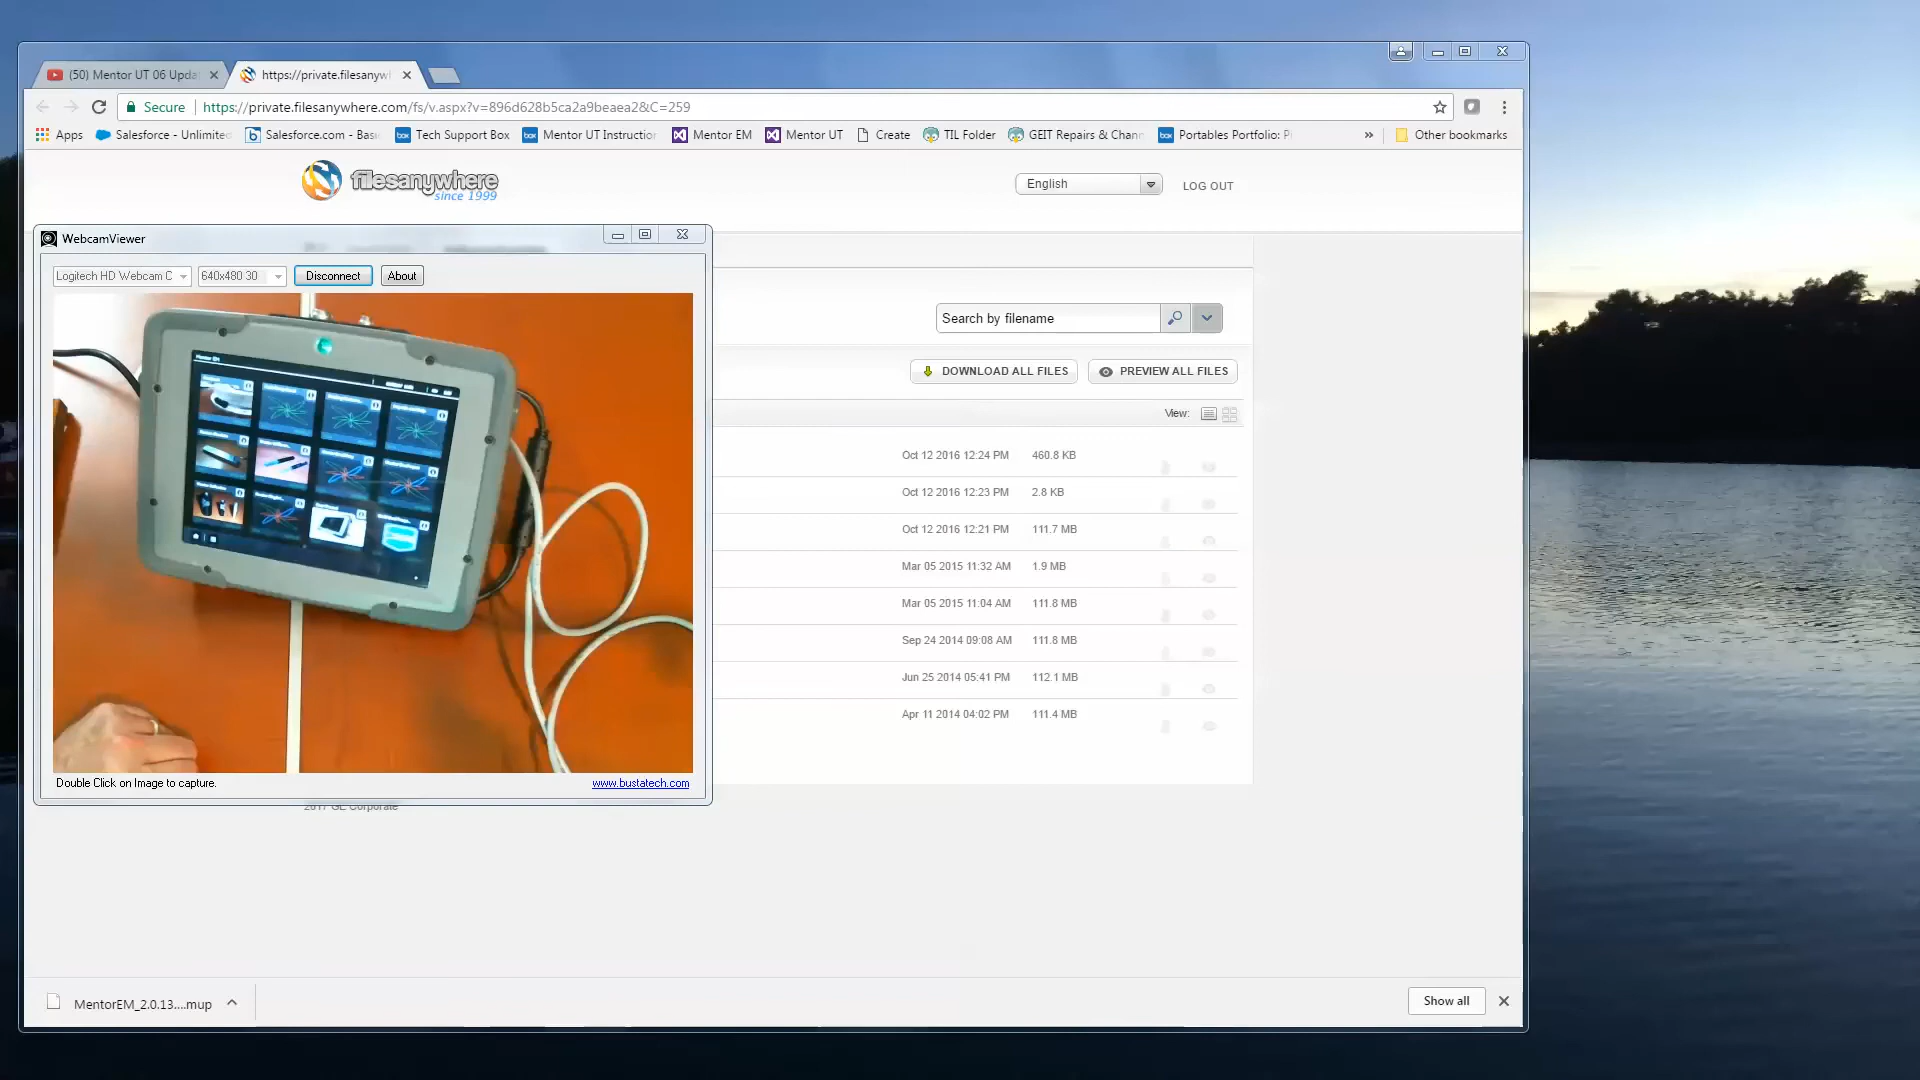 (50) Mentor UT 06 Upda
https://private.filesanyw
Secure https://private.filesanywhere.com/fs/v.aspx?v=896d628b5ca2a9beaea2&C=259
Apps Salesforce - Unlimited Salesforce.com - Basi Tech Support Box Mentor UT Instruction Mentor EM Mentor UT Create TIL Folder GEIT Repairs & Chan Portables Portfolio: P » Other bookmarks
filesanywhere
since 1999
English LOG OUT
WebcamViewer
Logitech HD Webcam C 640x480 30 Disconnect About
Mentor EM
Search by filename
DOWNLOAD ALL FILES PREVIEW ALL FILES
View:
Oct 12 2016 12:24 PM 460.8 KB
Oct 12 2016 12:23 PM 2.8 KB
Oct 12 2016 12:21 PM 111.7 MB
Mar 05 2015 11:32 AM 1.9 MB
Mar 05 2015 11:04 AM 111.8 MB
Sep 24 2014 09:08 AM 111.8 MB
Jun 25 2014 05:41 PM 112.1 MB
Apr 11 2014 04:02 PM 111.4 MB
Double Click on Image to capture. www.bustatech.com
2017 GE Corporate
MentorEM_2.0.13....mup
Show all